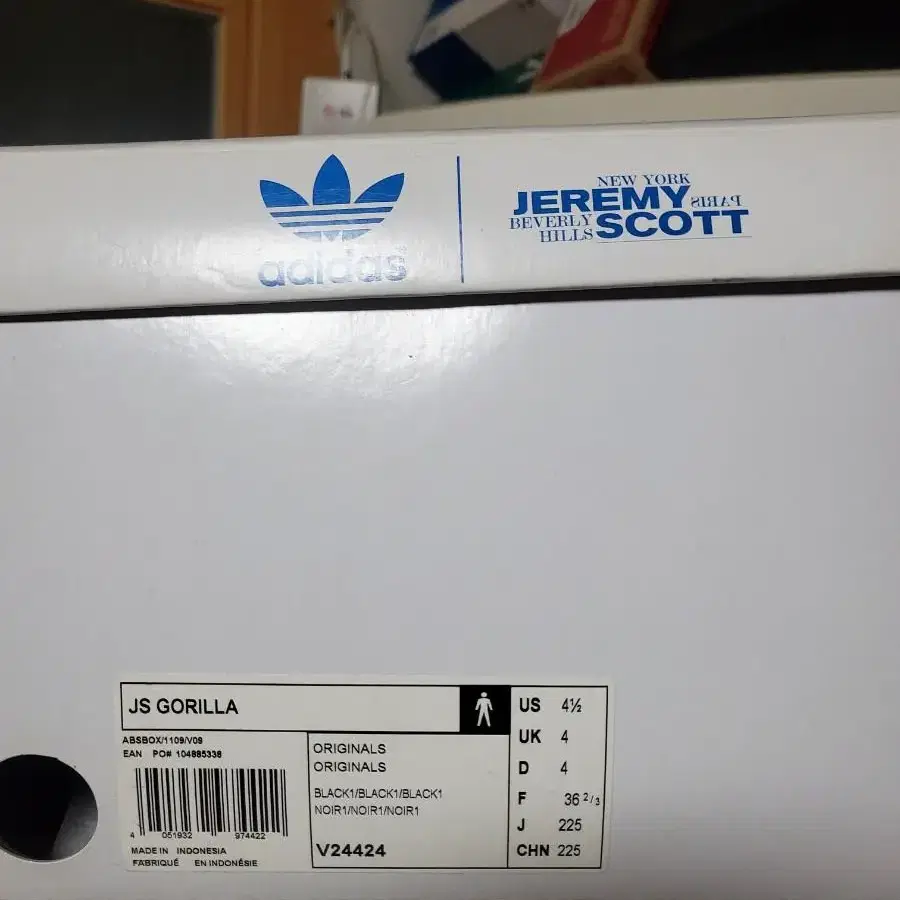 adidas
NEW YORK
JEREMY PARIS
BEVERLY SCOTT
HILLS
JS GORILLA
ABSBOX/1109/V09
EAN PO# 104885338
4 051932 974422
MADE IN INDONESIA
FABRIQUÉ EN INDONÉSIE
ORIGINALS
ORIGINALS
BLACK1/BLACK1/BLACK1
NOIR1/NOIR1/NOIR1
V24424
US 4½
UK 4
D 4
F 36 2/3
J 225
CHN 225